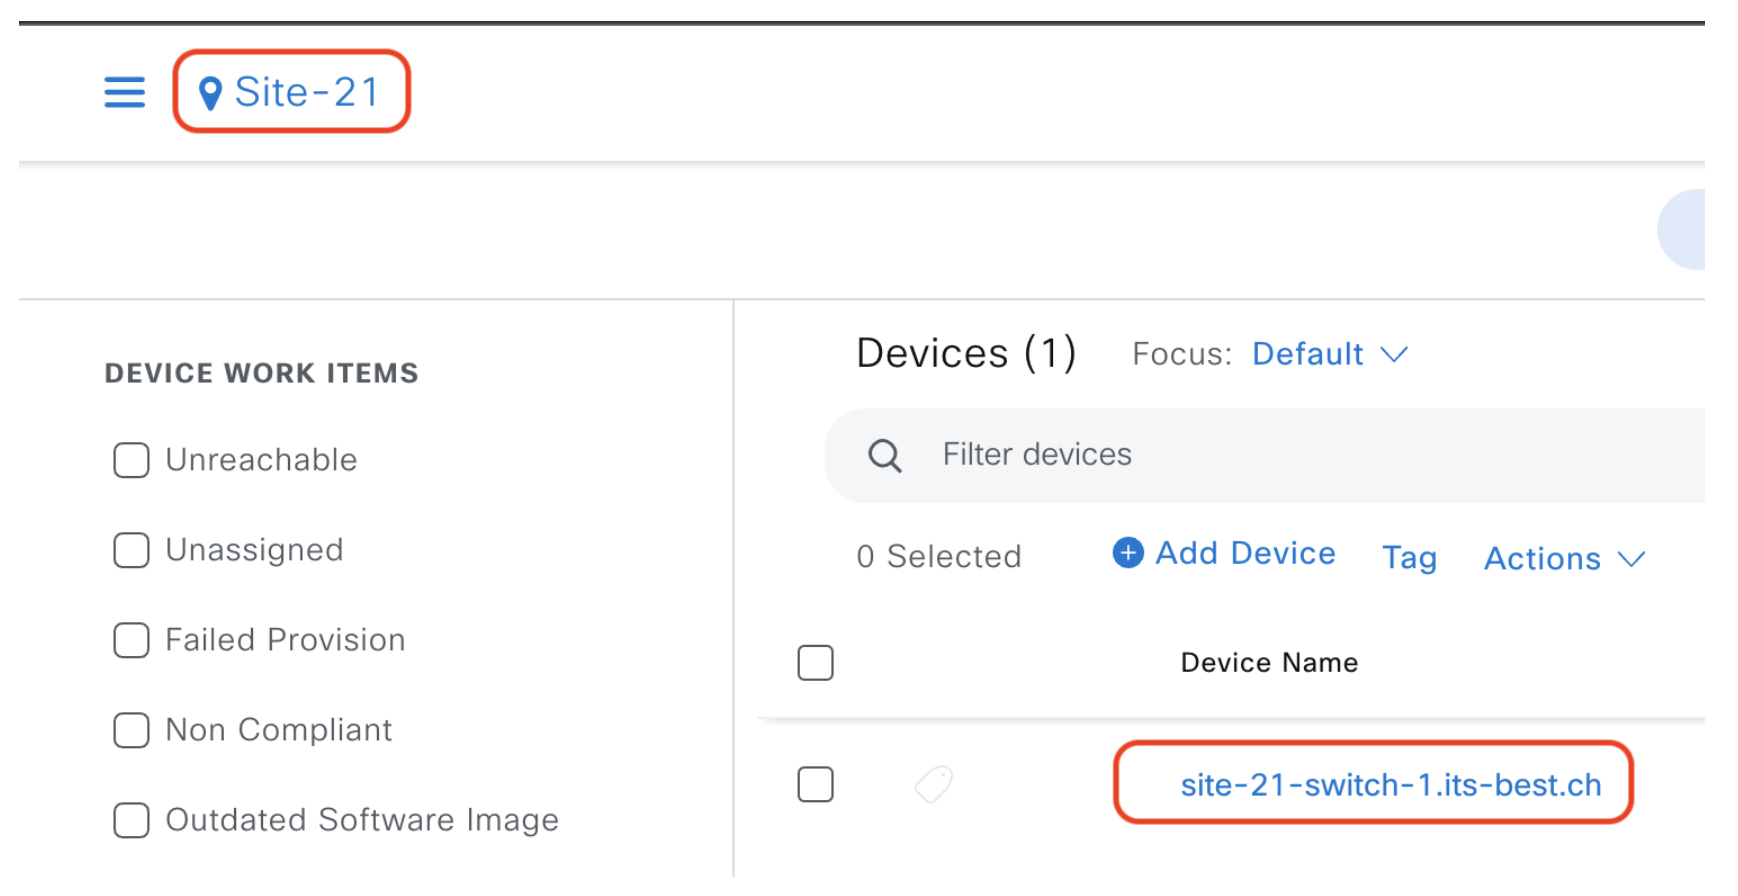 Site-21
DEVICE WORK ITEMS
Unreachable
Unassigned
Failed Provision
Non Compliant
Outdated Software Image
Devices (1) Focus: Default
Filter devices
0 Selected Add Device Tag Actions
Device Name
site-21-switch-1.its-best.ch